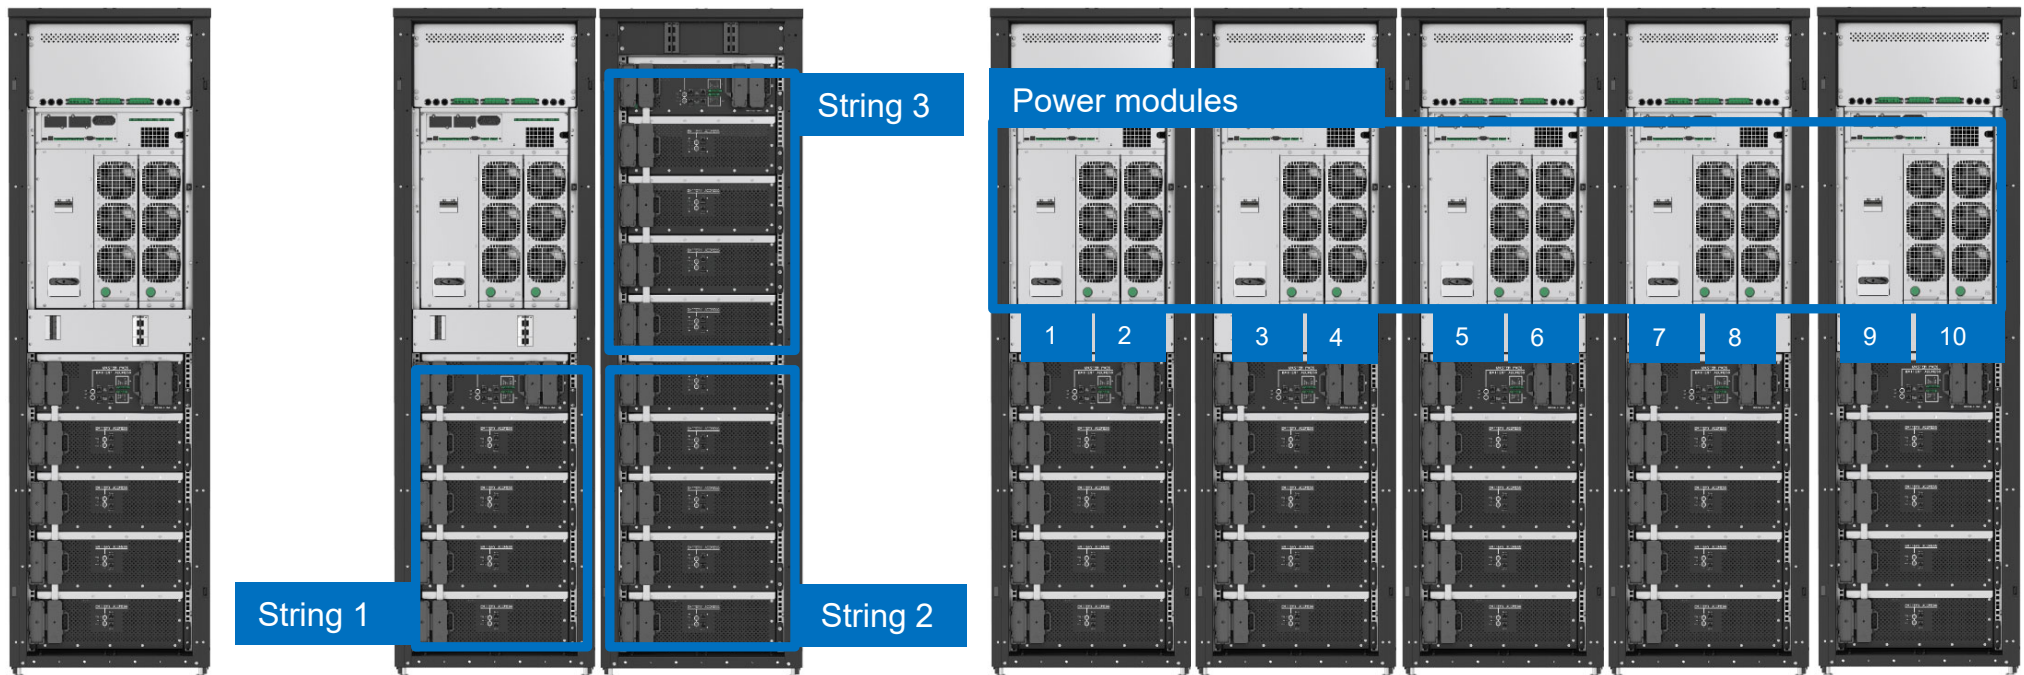 String 3
Power modules
1 2 3 4 5 6 7 8 9 10
String 1
String 2